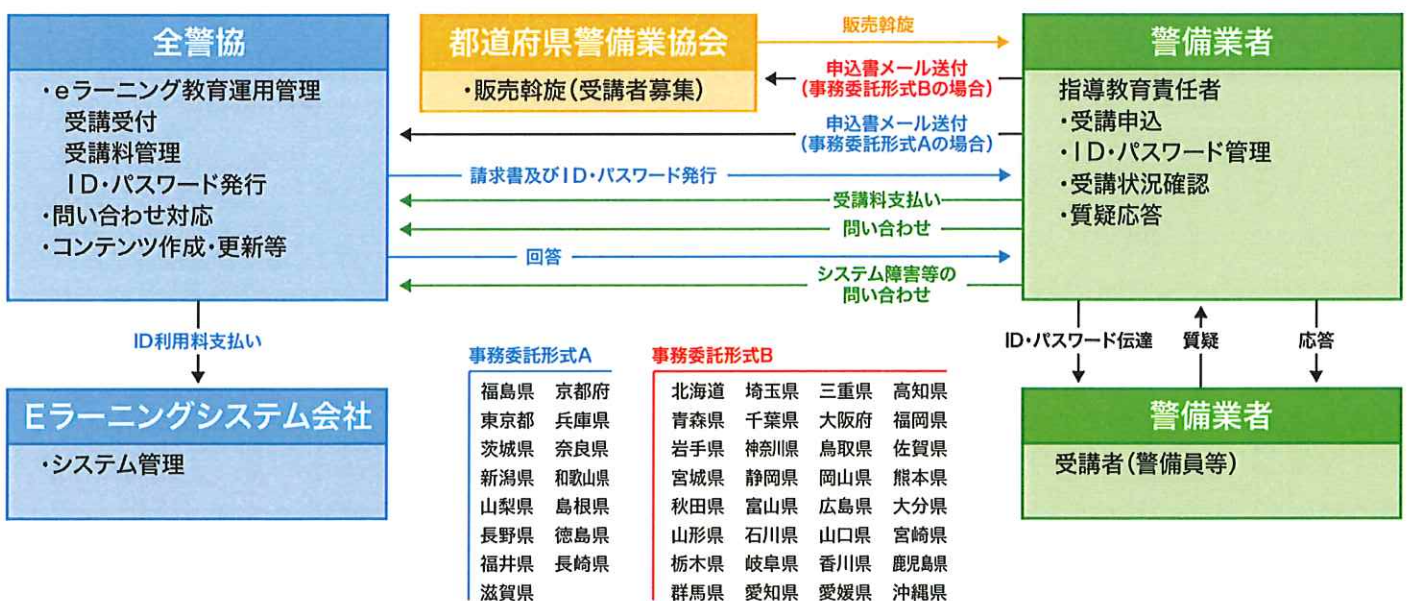 全警協
・eラーニング教育運用管理
受講受付
受講料管理
ID・パスワード発行
・問い合わせ対応
・コンテンツ作成・更新等
都道府県警備業協会
・販売斡旋(受講者募集)
販売斡旋
申込書メール送付
(事務委託形式Bの場合)
申込書メール送付
(事務委託形式Aの場合)
請求書及びID・パスワード発行
受講料支払い
問い合わせ
回答
システム障害等の
問い合わせ
警備業者
指導教育責任者
・受講申込
・ID・パスワード管理
・受講状況確認
・質疑応答
ID利用料支払い
ID・パスワード伝達
質疑
応答
Eラーニングシステム会社
・システム管理
事務委託形式A
福島県 京都府
東京都 兵庫県
茨城県 奈良県
新潟県 和歌山県
山梨県 島根県
長野県 徳島県
福井県 長崎県
滋賀県
事務委託形式B
北海道 埼玉県 三重県 高知県
青森県 千葉県 大阪府 福岡県
岩手県 神奈川県 鳥取県 佐賀県
宮城県 静岡県 岡山県 熊本県
秋田県 富山県 広島県 大分県
山形県 石川県 山口県 宮崎県
栃木県 岐阜県 香川県 鹿児島県
群馬県 愛知県 愛媛県 沖縄県
警備業者
受講者(警備員等)